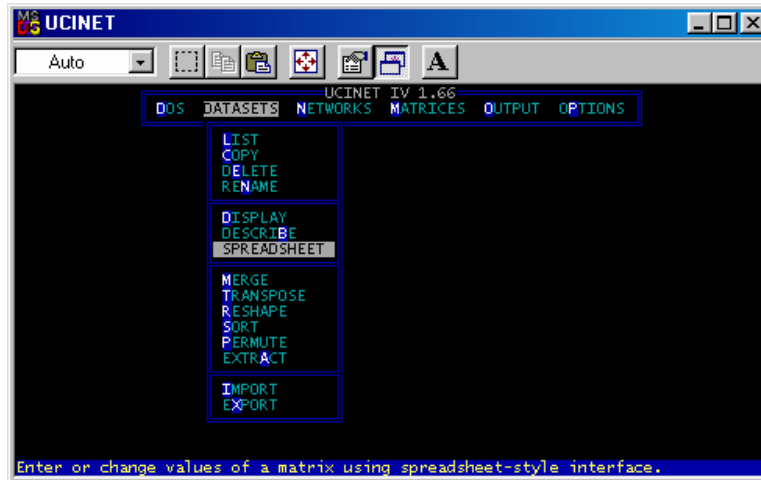 MS DOS UCINET
Auto A
UCINET IV 1.66
DOS DATASETS NETWORKS MATRICES OUTPUT OPTIONS
LIST
COPY
DELETE
RENAME
DISPLAY
DESCRIBE
SPREADSHEET
MERGE
TRANSPOSE
RESHAPE
SORT
PERMUTE
EXTRACT
IMPORT
EXPORT
Enter or change values of a matrix using spreadsheet-style interface.